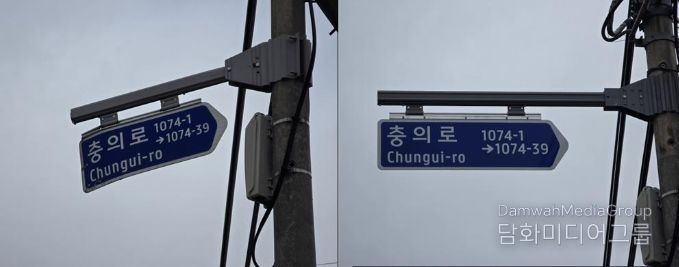 충의로 1074-1
→1074-39
Chungui-ro
충의로 1074-1
→1074-39
Chungui-ro
DamwahMediaGroup
담화미디어그룹